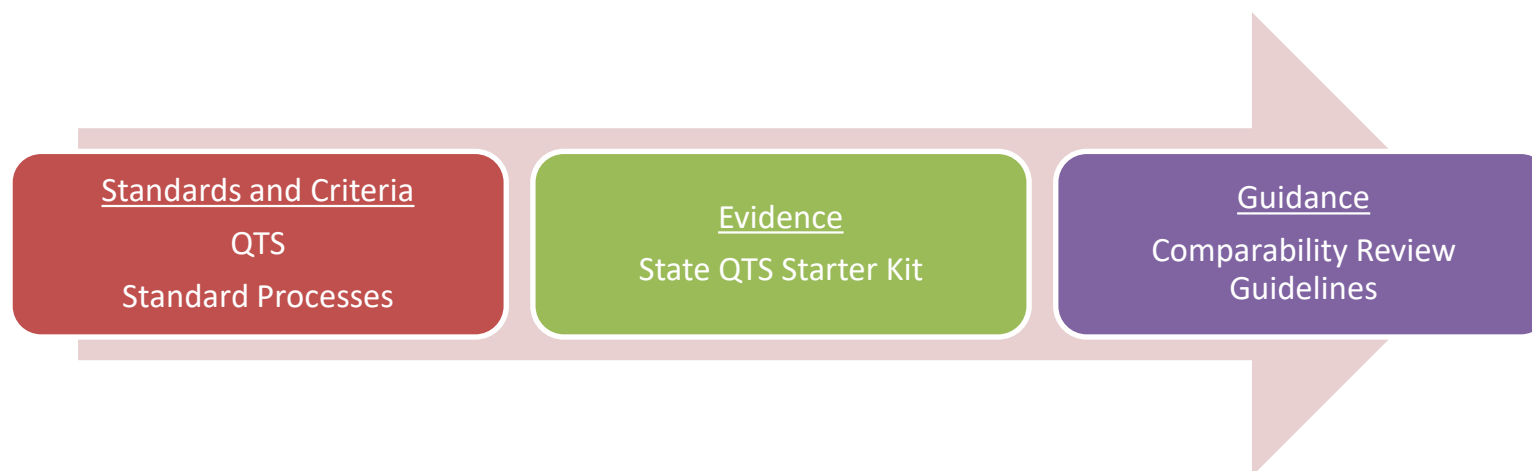 Standards and Criteria
QTS
Standard Processes
Evidence
State QTS Starter Kit
Guidance
Comparability Review
Guidelines